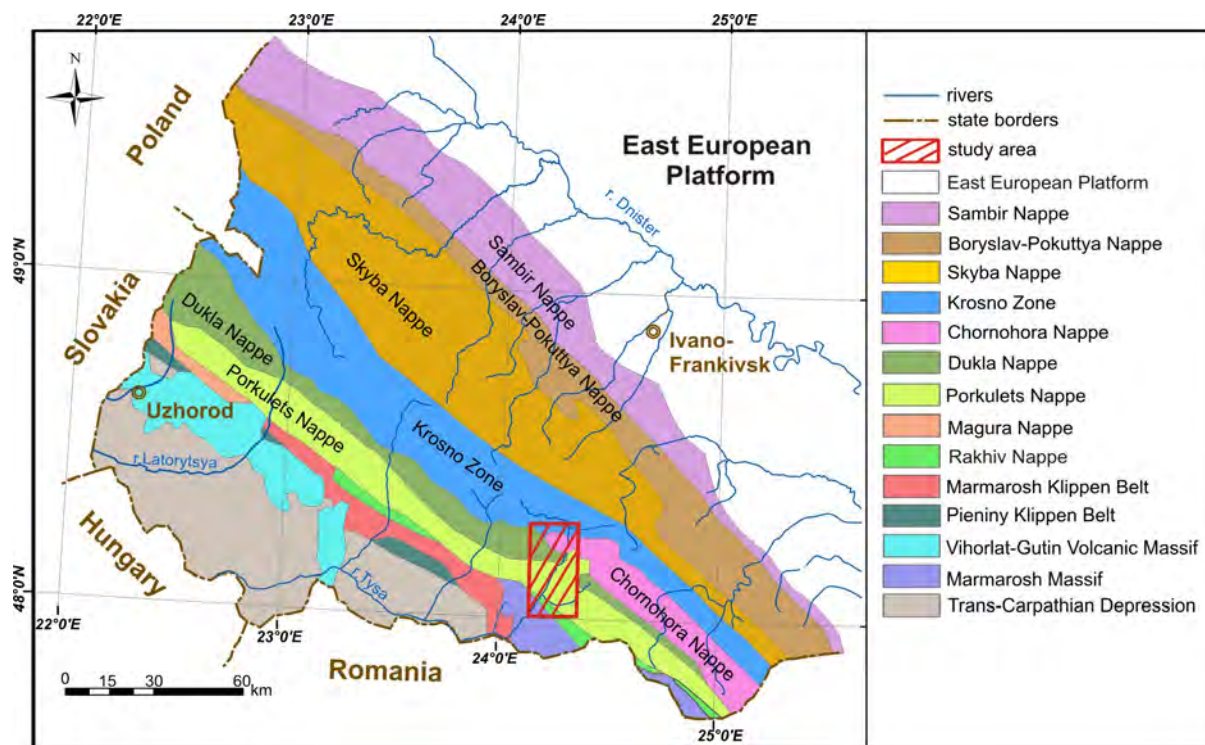 22°0'E
23°0'E
24°0'E
25°0'E
N
Poland
East European
Platform
r. Dnister
49°0'N
Slovakia
Skyba Nappe
Sambir Nappe
Boryslav-Pokuttya Nappe
Dukla Nappe
Ivano-
Frankivsk
Porkulets Nappe
Uzhorod
Krosno Zone
r.Latorytsya
Hungary
r.Tysa
Chornohora Nappe
48°0'N
22°0'E
23°0'E
24°0'E
25°0'E
Romania
0 15 30 60
km
rivers
state borders
study area
East European Platform
Sambir Nappe
Boryslav-Pokuttya Nappe
Skyba Nappe
Krosno Zone
Chornohora Nappe
Dukla Nappe
Porkulets Nappe
Magura Nappe
Rakhiv Nappe
Marmarosh Klippen Belt
Pieniny Klippen Belt
Vihorlat-Gutin Volcanic Massif
Marmarosh Massif
Trans-Carpathian Depression